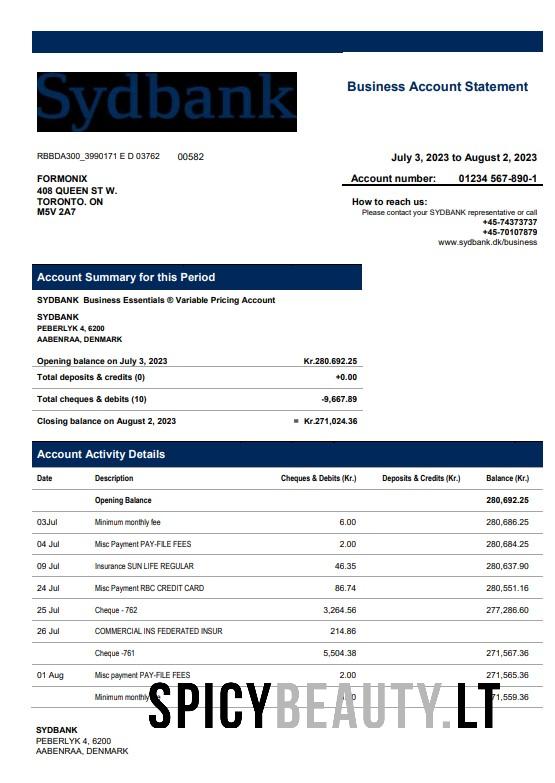 Sydbank
Business Account Statement
RBBDA300_3990171 E D 03762 00582
July 3, 2023 to August 2, 2023
FORMONIX
408 QUEEN ST W.
TORONTO. ON
M5V 2A7
Account number: 01234 567-890-1
How to reach us:
Please contact your SYDBANK representative or call
+45-74373737
+45-70107879
www.sydbank.dk/business
Account Summary for this Period
SYDBANK Business Essentials ® Variable Pricing Account
SYDBANK
PEBERLYK 4, 6200
AABENRAA, DENMARK
Opening balance on July 3, 2023 Kr.280.692.25
Total deposits & credits (0) +0.00
Total cheques & debits (10) -9,667.89
Closing balance on August 2, 2023 = Kr.271,024.36
Account Activity Details
Date Description Cheques & Debits (Kr.) Deposits & Credits (Kr.) Balance (Kr.)
Opening Balance 280,692.25
03Jul Minimum monthly fee 6.00 280,686.25
04 Jul Misc Payment PAY-FILE FEES 2.00 280,684.25
09 Jul Insurance SUN LIFE REGULAR 46.35 280,637.90
24 Jul Misc Payment RBC CREDIT CARD 86.74 280,551.16
25 Jul Cheque - 762 3,264.56 277,286.60
26 Jul COMMERCIAL INS FEDERATED INSUR 214.86
Cheque -761 5,504.38 271,567.36
01 Aug Misc payment PAY-FILE FEES 2.00 271,565.36
Minimum monthly
SPICYBEAUTY.LT
SYDBANK
PEBERLYK 4, 6200
AABENRAA, DENMARK